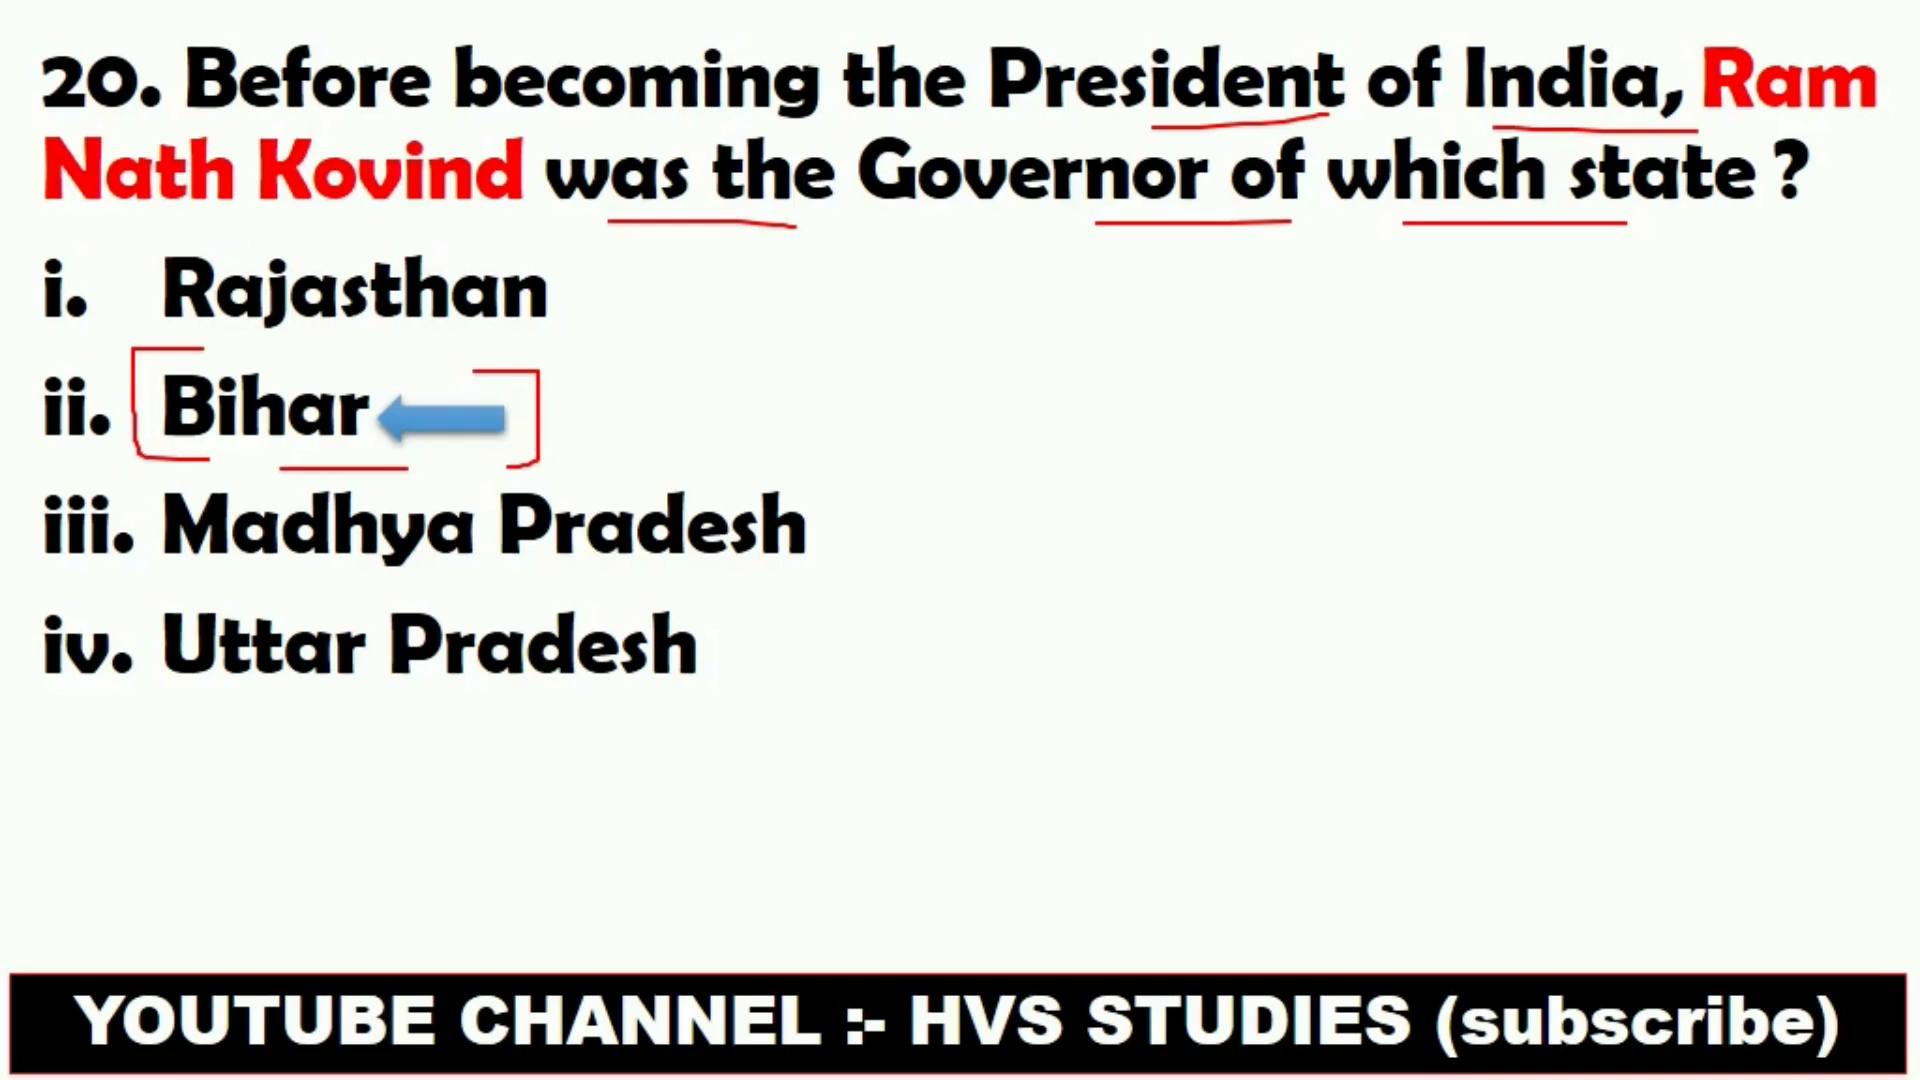 20. Before becoming the President of India, Ram
Nath Kovind was the Governor of which state ?
i. Rajasthan
ii. Bihar
iii. Madhya Pradesh
iv. Uttar Pradesh
YOUTUBE CHANNEL :- HVS STUDIES (subscribe)